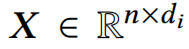 X ∈ ℝ^{n×d_i}